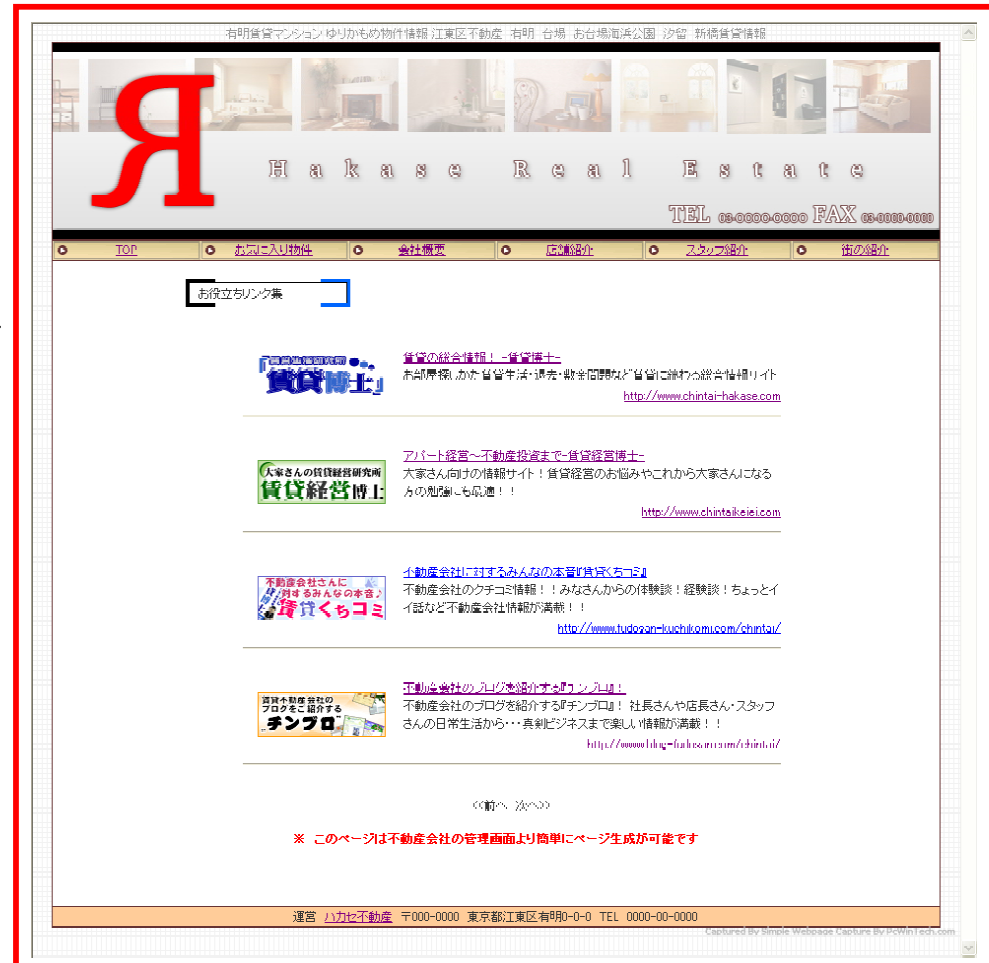 有明賃貸マンション ゆりかもめ物件情報 江東区不動産 有明 台場 お台場海浜公園 汐留 新橋賃貸情報
Я
Hakase Real Estate
TEL 03-0000-0000 FAX 03-0000-0000
TOP お気に入り物件 会社概要 店舗紹介 スタッフ紹介 街の紹介
お役立ちリンク集
『賃貸博士』
賃貸の総合情報! -賃貸博士-
お部屋探しかた 賃貸生活・退去・敷金問題など賃貸に纏わる総合情報サイト
http://www.chintai-hakase.com
大家さんの賃貸経営研究所
賃貸経営博士
アパート経営～不動産投資まで-賃貸経営博士-
大家さん向けの情報サイト!賃貸経営のお悩みやこれから大家さんになる
方の勉強にも最適!!
http://www.chintaikeiei.com
不動産会社さんに
対するみんなの本音♪
賃貸くちコミ
不動産会社に対するみんなの本音『賃貸くちコミ』
不動産会社のクチコミ情報!!みなさんからの体験談!経験談!ちょっとイ
イ話など不動産会社情報が満載!!
http://www.fudosan-kuchikomi.com/chintai/
賃貸不動産会社の
ブログをご紹介する
チンブロ
不動産会社のブログを紹介する『チンブロ』!
不動産会社のブログを紹介する『チンブロ』! 社長さんや店長さん・スタッフ
さんの日常生活から・・・真剣ビジネスまで楽しい情報が満載!!
http://www.blog-fudosan.com/chintai/
<<前へ 次へ>>
※ このページは不動産会社の管理画面より簡単にページ生成が可能です
運営 ハカセ不動産 〒000-0000 東京都江東区有明0-0-0 TEL 0000-00-0000
Captured By Simple Webpage Capture By PcWinTech.com